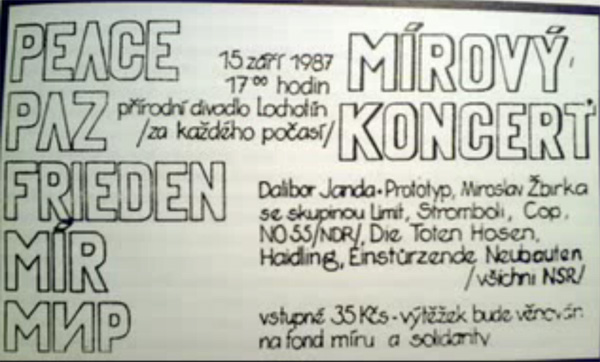 PEACE
PAZ
FRIEDEN
MÍR
МИР
15 září 1987
17⁰⁰ hodin
přírodní divadlo Lochotín
/za každého počasí/
MÍROVÝ
KONCERT
Dalibor Janda - Prototyp, Miroslav Žbirka
se skupinou Limit, Stromboli, Cop,
NO 55/NDR/, Die Toten Hosen,
Haidling, Einstürzende Neubauten
/všichni NSR/
vstupné 35 Kčs - výtěžek bude věnován
na fond míru a solidarity